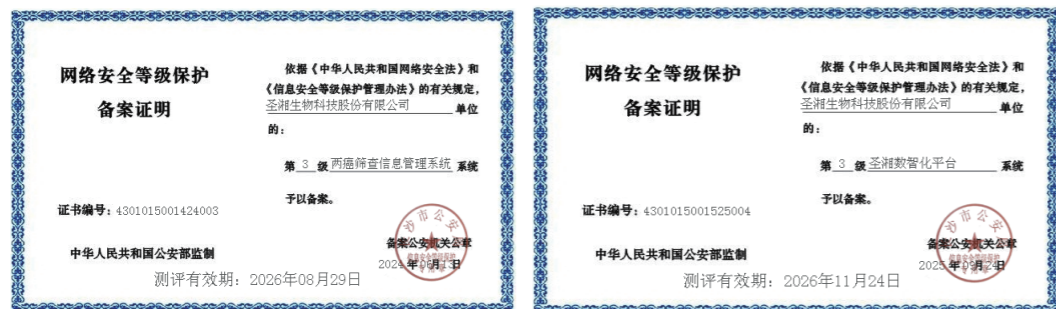 网络安全等级保护
备案证明
依据《中华人民共和国网络安全法》和
《信息安全等级保护管理办法》的有关规定，
圣湘生物科技股份有限公司 单位
的：
第 3 级 两癌筛查信息管理系统 系统
予以备案。
证书编号：4301015001424003
备案公安机关公章
中华人民共和国公安部监制
测评有效期：2026年08月29日
网络安全等级保护
备案证明
依据《中华人民共和国网络安全法》和
《信息安全等级保护管理办法》的有关规定，
圣湘生物科技股份有限公司 单位
的：
第 3 级 圣湘数智化平台 系统
予以备案。
证书编号：4301015001525004
备案公安机关公章
中华人民共和国公安部监制
测评有效期：2026年11月24日